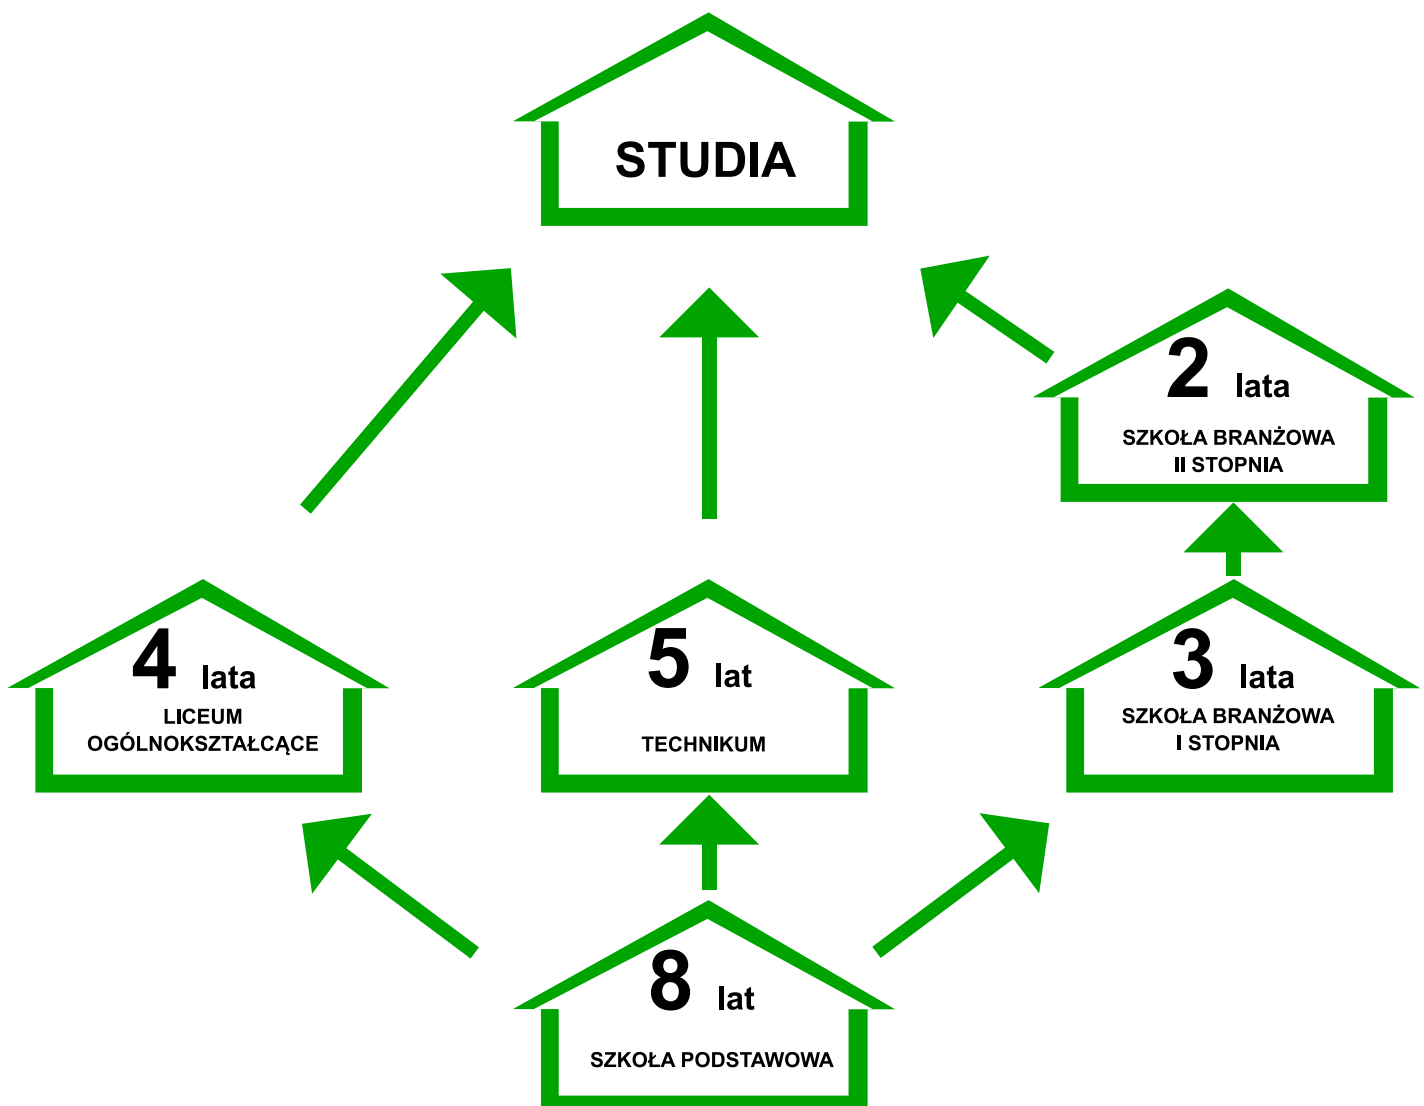 STUDIA
2 lata
SZKOŁA BRANŻOWA
II STOPNIA
4 lata
LICEUM
OGÓLNOKSZTAŁCĄCE
5 lat
TECHNIKUM
3 lata
SZKOŁA BRANŻOWA
I STOPNIA
8 lat
SZKOŁA PODSTAWOWA